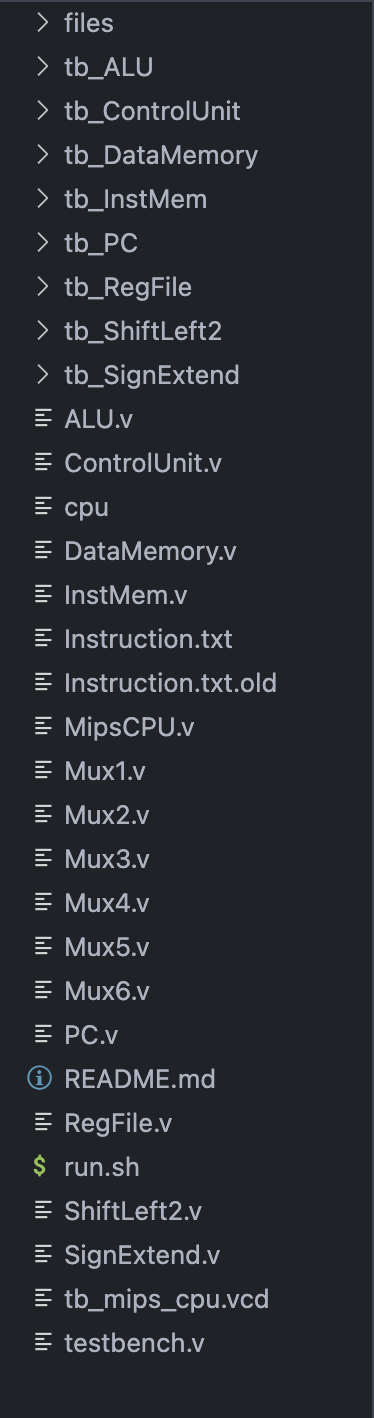 files
tb_ALU
tb_ControlUnit
tb_DataMemory
tb_InstMem
tb_PC
tb_RegFile
tb_ShiftLeft2
tb_SignExtend
ALU.v
ControlUnit.v
cpu
DataMemory.v
InstMem.v
Instruction.txt
Instruction.txt.old
MipsCPU.v
Mux1.v
Mux2.v
Mux3.v
Mux4.v
Mux5.v
Mux6.v
PC.v
README.md
RegFile.v
$ run.sh
ShiftLeft2.v
SignExtend.v
tb_mips_cpu.vcd
testbench.v